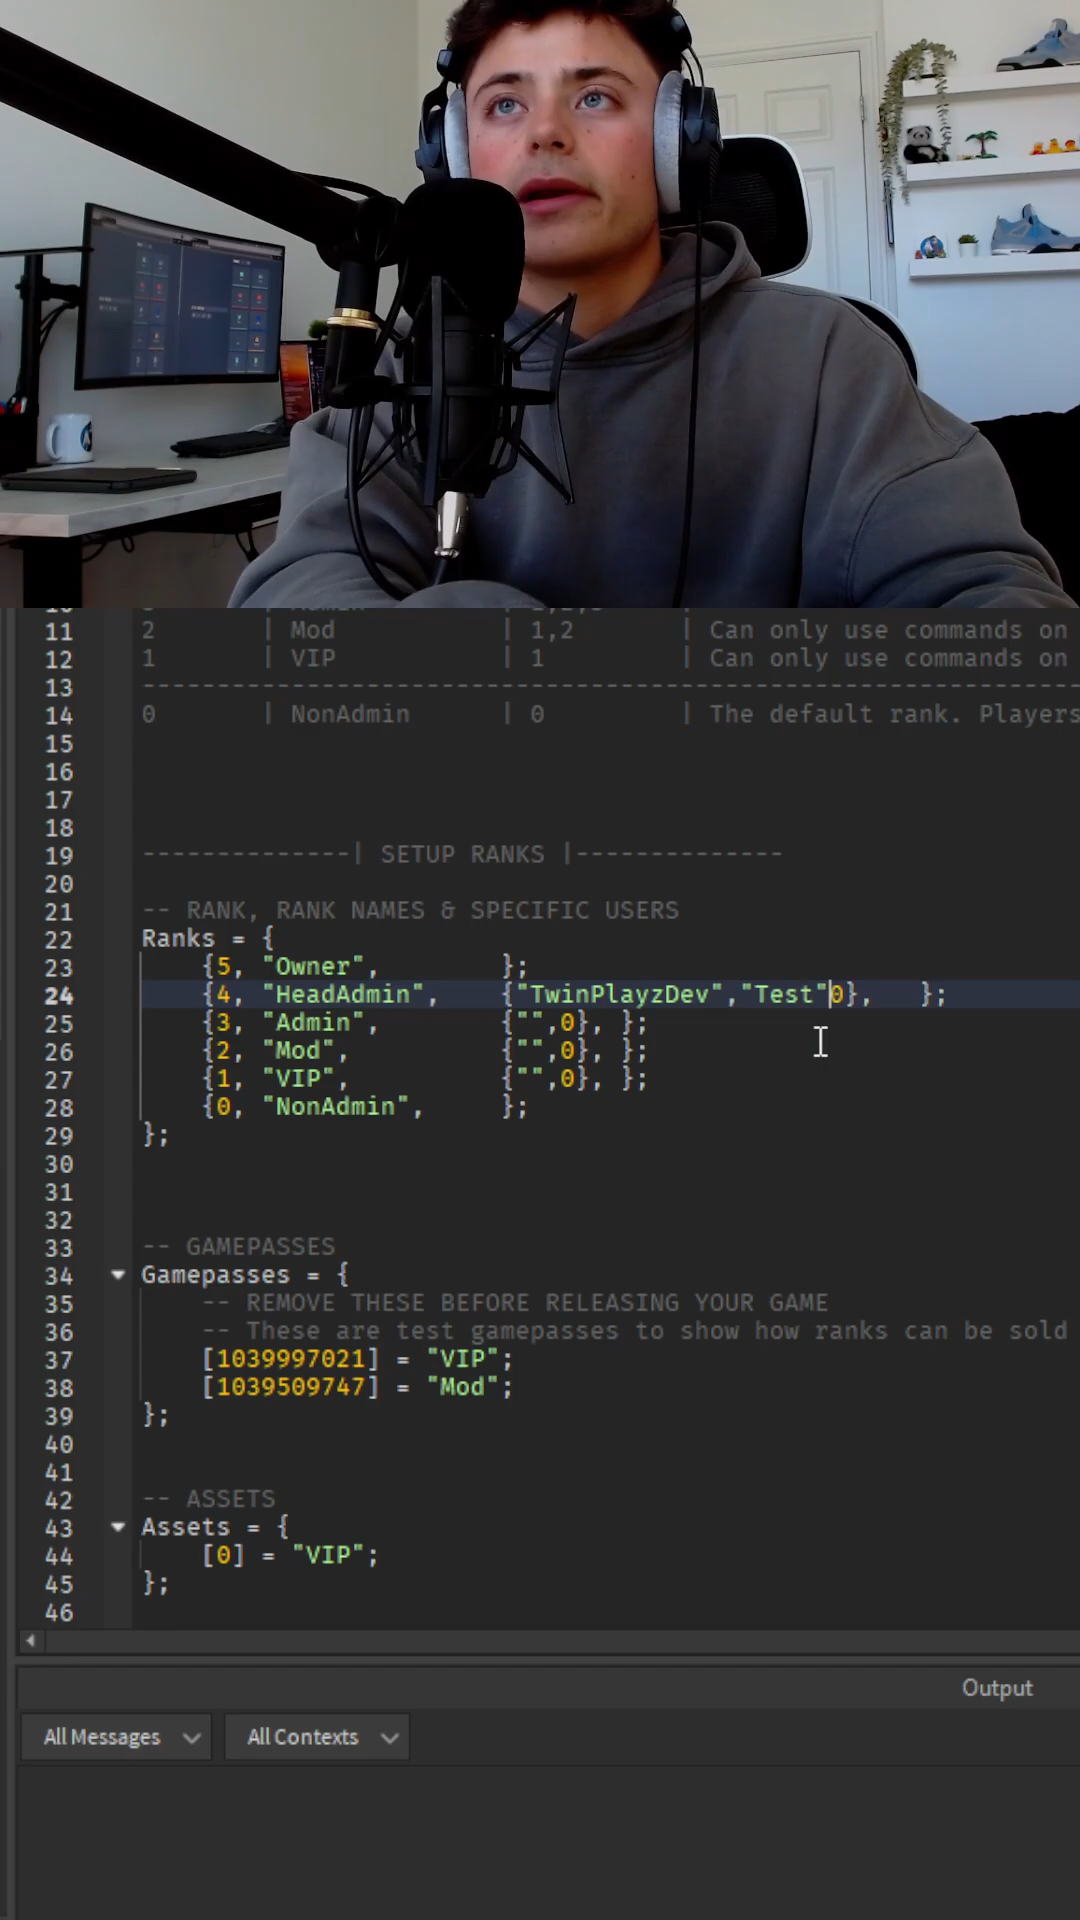 11 2 | Mod | 1,2 | Can only use commands on
12 1 | VIP | 1 | Can only use commands on
13 ----------------------------------------------------------------
14 0 | NonAdmin | 0 | The default rank. Players
15
16
17
18
19 --------------| SETUP RANKS |--------------
20
21 -- RANK, RANK NAMES & SPECIFIC USERS
22 Ranks = {
23 {5, "Owner", };
24 {4, "HeadAdmin", {"TwinPlayzDev","Test"0}, };
25 {3, "Admin", {"",0}, };
26 {2, "Mod", {"",0}, };
27 {1, "VIP", {"",0}, };
28 {0, "NonAdmin", };
29 };
30
31
32
33 -- GAMEPASSES
34 Gamepasses = {
35 -- REMOVE THESE BEFORE RELEASING YOUR GAME
36 -- These are test gamepasses to show how ranks can be sold
37 [1039997021] = "VIP";
38 [1039509747] = "Mod";
39 };
40
41
42 -- ASSETS
43 Assets = {
44 [0] = "VIP";
45 };
46
Output
All Messages All Contexts